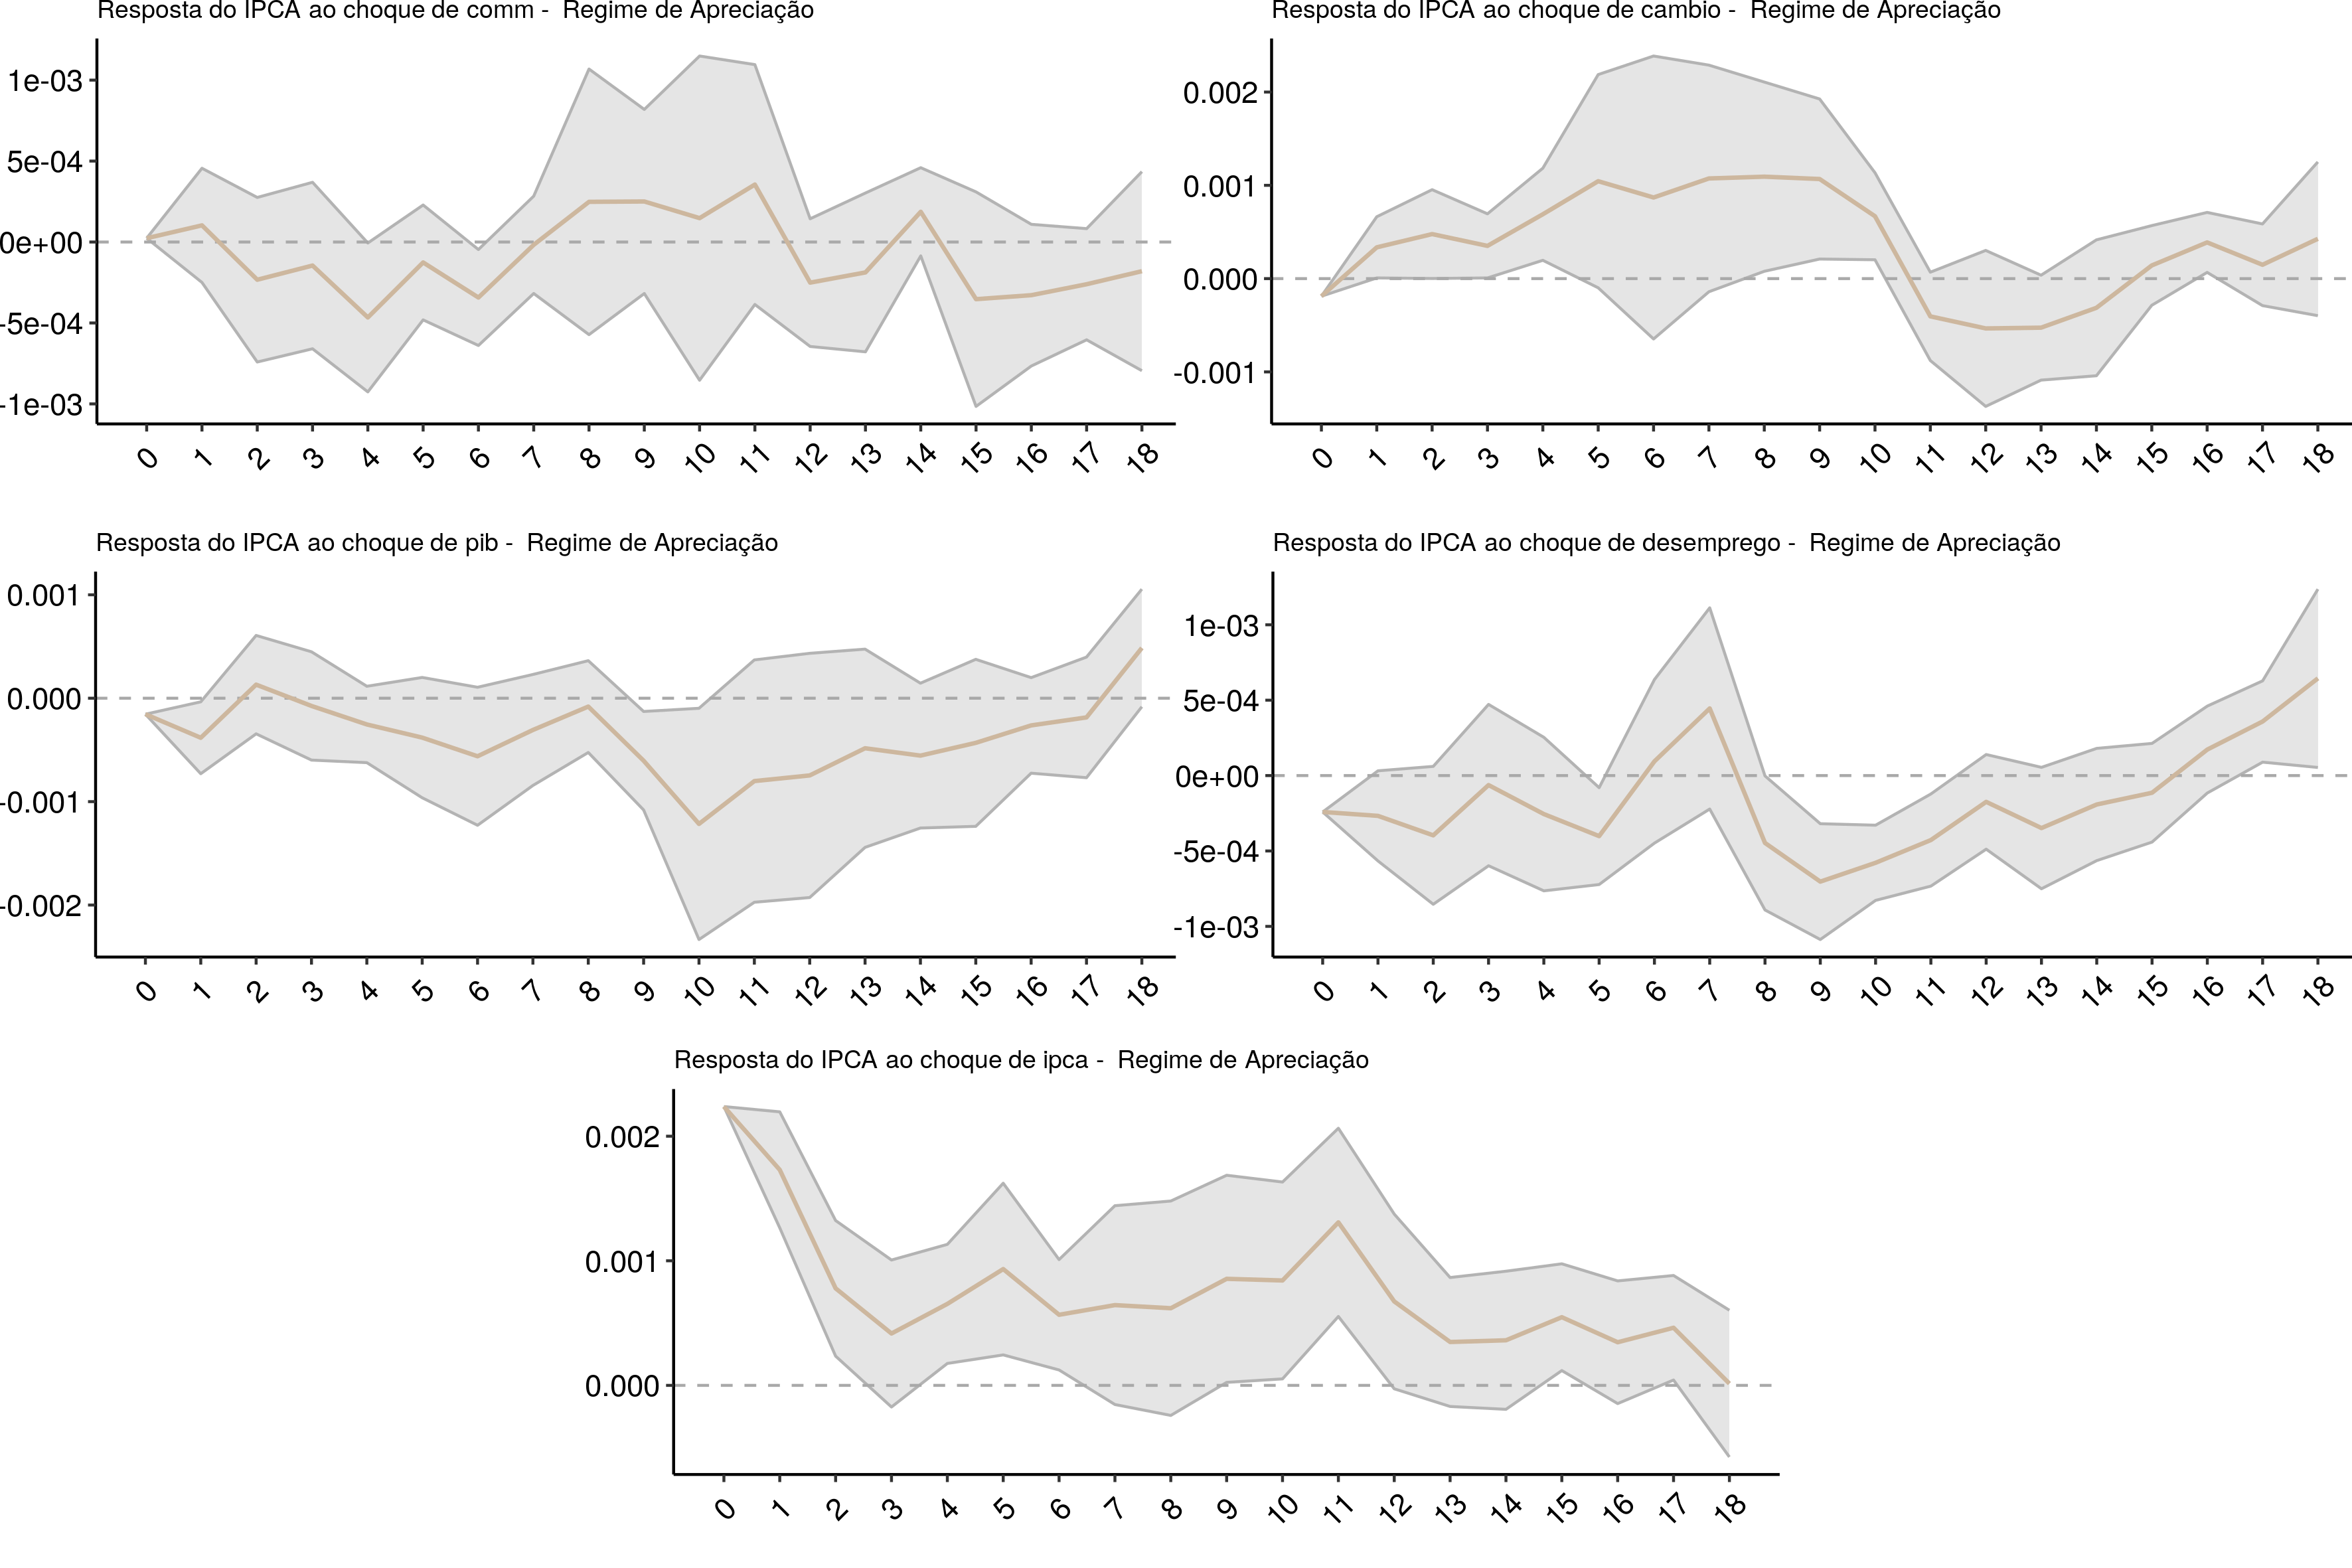 Resposta do IPCA ao choque de comm - Regime de Apreciação
1e-03
5e-04
0e+00
-5e-04
-1e-03
0 1 2 3 4 5 6 7 8 9 10 11 12 13 14 15 16 17 18
Resposta do IPCA ao choque de cambio - Regime de Apreciação
0.002
0.001
0.000
-0.001
0 1 2 3 4 5 6 7 8 9 10 11 12 13 14 15 16 17 18
Resposta do IPCA ao choque de pib - Regime de Apreciação
0.001
0.000
-0.001
-0.002
0 1 2 3 4 5 6 7 8 9 10 11 12 13 14 15 16 17 18
Resposta do IPCA ao choque de desemprego - Regime de Apreciação
1e-03
5e-04
0e+00
-5e-04
-1e-03
0 1 2 3 4 5 6 7 8 9 10 11 12 13 14 15 16 17 18
Resposta do IPCA ao choque de ipca - Regime de Apreciação
0.002
0.001
0.000
0 1 2 3 4 5 6 7 8 9 10 11 12 13 14 15 16 17 18